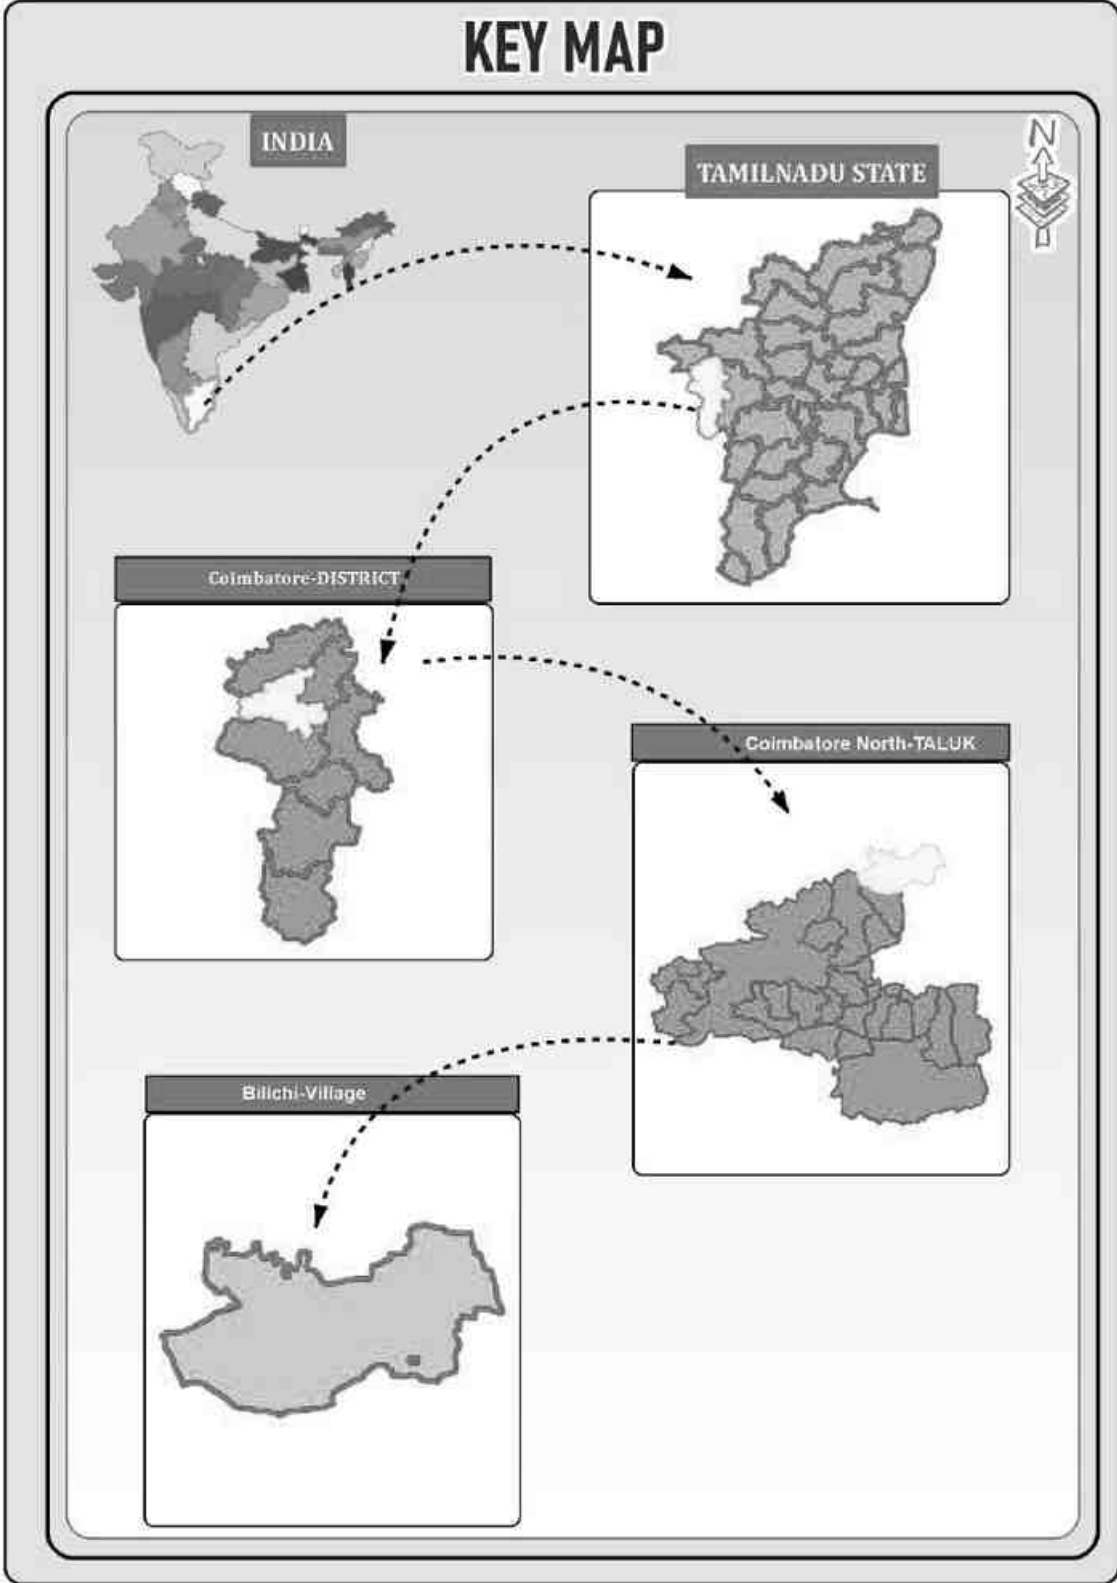 KEY MAP
INDIA
N
TAMILNADU STATE
Coimbatore-DISTRICT
Coimbatore North-TALUK
Bilichi-Village